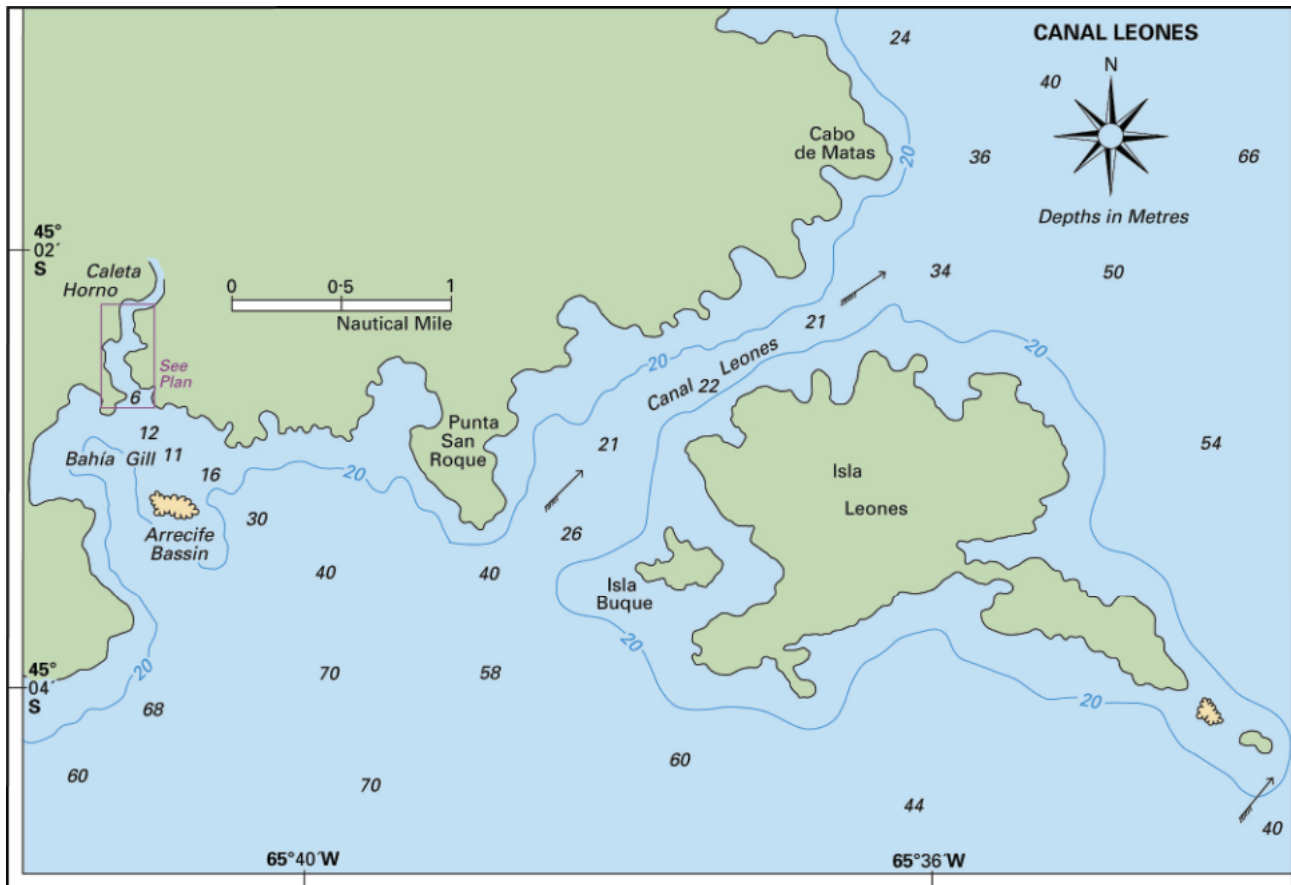 CANAL LEONES
24
N
40
Cabo
de Matas
20
36
66
Depths in Metres
45°
02′
S
Caleta
Horno
0
0·5
1
Nautical Mile
34
50
21
20
20
See
Plan
Canal Leones
22
6
Punta
San
Roque
12
11
Bahía Gill
16
20
21
54
Isla
Leones
30
26
Arrecife
Bassin
40
40
Isla
Buque
20
45°
04′
S
20
70
58
20
68
60
70
60
44
40
65°40′W
65°36′W